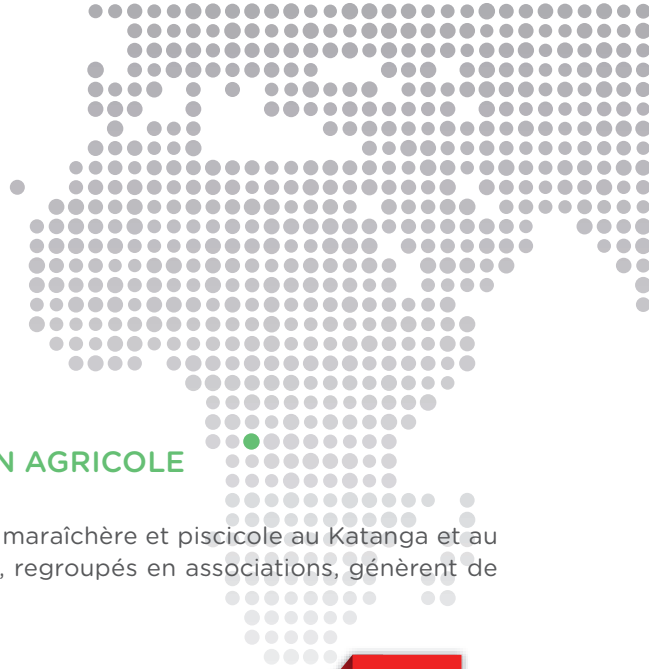 N AGRICOLE
maraîchère et piscicole au Katanga et au
, regroupés en associations, génèrent de